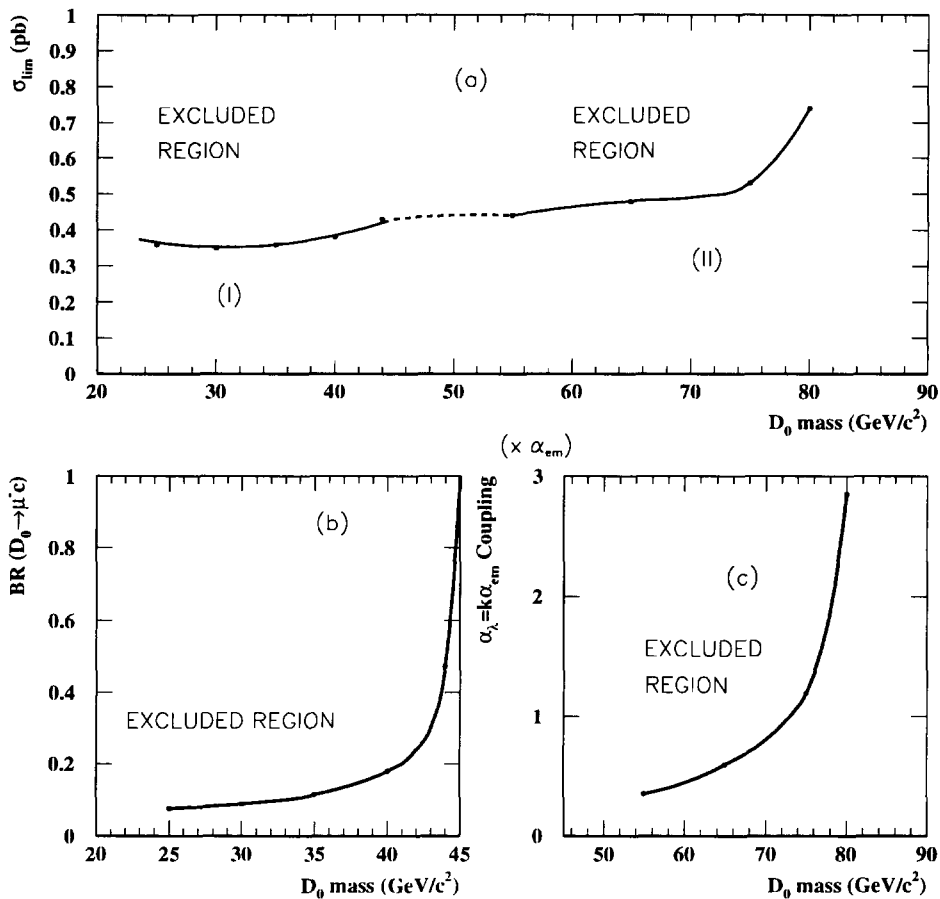 σlim (pb)
1
0.9
0.8
0.7
0.6
0.5
0.4
0.3
0.2
0.1
0
(a)
EXCLUDED
REGION
EXCLUDED
REGION
(I)
(II)
20 30 40 50 60 70 80 90
D0 mass (GeV/c²)
BR (D0→μ⁻c)
1
0.8
0.6
0.4
0.2
0
(b)
EXCLUDED REGION
20 25 30 35 40 45
D0 mass (GeV/c²)
(x αem)
αλ=kαem Coupling
3
2
1
0
(c)
EXCLUDED
REGION
50 60 70 80 90
D0 mass (GeV/c²)